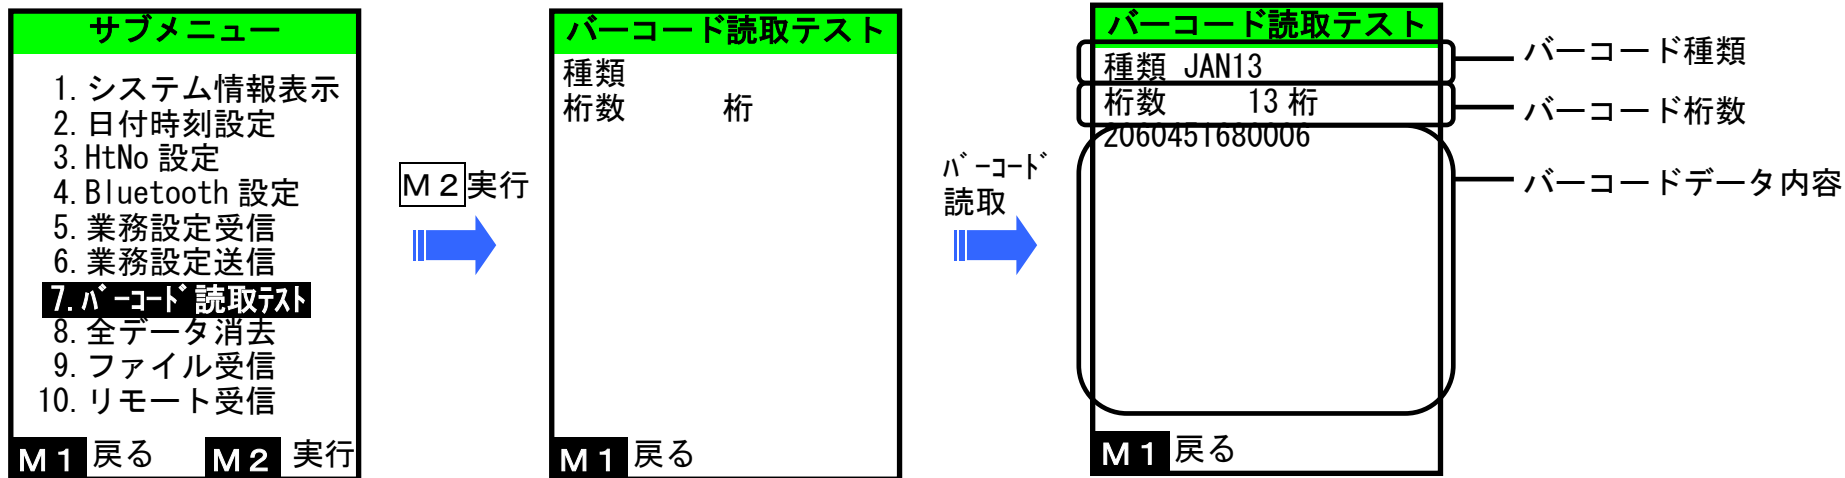 サブメニュー
1. システム情報表示
2. 日付時刻設定
3. HtNo 設定
4. Bluetooth 設定
5. 業務設定受信
6. 業務設定送信
7. ﾊﾞｰｺｰﾄﾞ読取ﾃｽﾄ
8. 全データ消去
9. ファイル受信
10. リモート受信
M1 戻る M2 実行
M2 実行
バーコード読取テスト
種類
桁数 桁
M1 戻る
ﾊﾞｰｺｰﾄﾞ
読取
バーコード読取テスト
種類 JAN13
桁数 13 桁
2060451680006
M1 戻る
バーコード種類
バーコード桁数
バーコードデータ内容